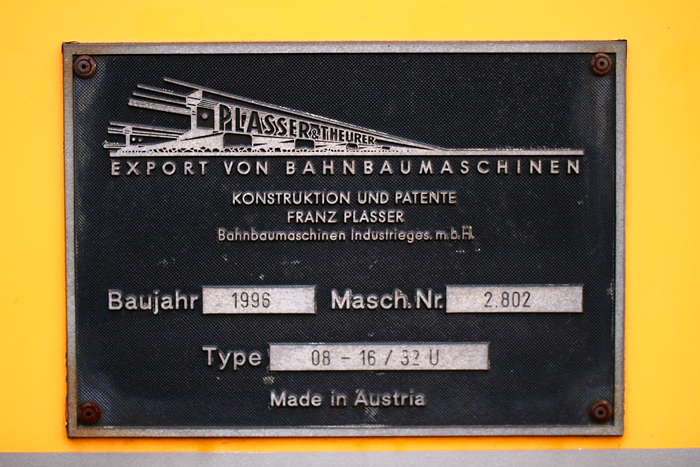 PLASSER & THEURER
EXPORT VON BAHNBAUMASCHINEN
KONSTRUKTION UND PATENTE
FRANZ PLASSER
Bahnbaumaschinen Industrieges. m.b.H.
Baujahr 1996 Masch. Nr. 2.802
Type 08 - 16 / 32 U
Made in Austria